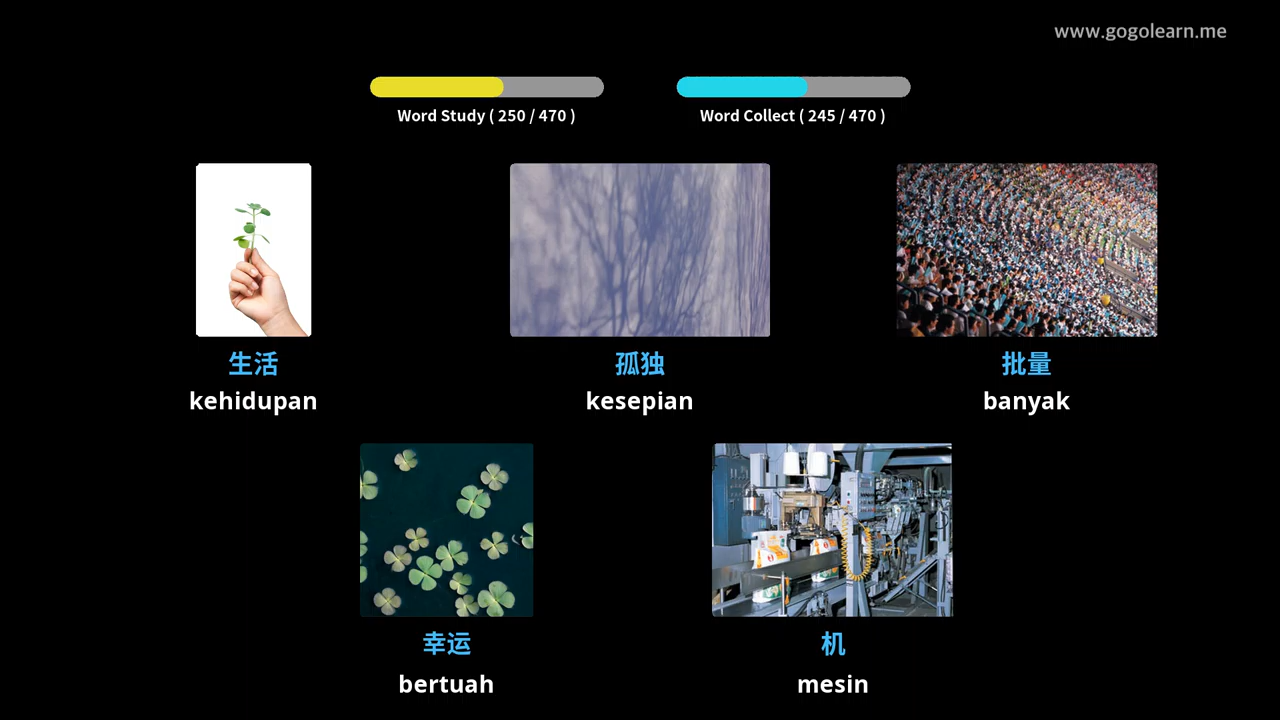 www.gogolearn.me
Word Study ( 250 / 470 )
Word Collect ( 245 / 470 )
生活
kehidupan
孤独
kesepian
批量
banyak
幸运
bertuah
机
mesin